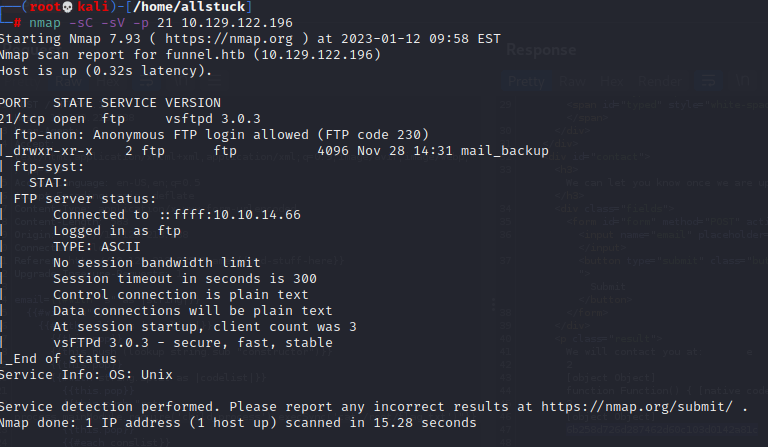 (root💀kali)-[/home/allstuck]
# nmap -sC -sV -p 21 10.129.122.196
Starting Nmap 7.93 ( https://nmap.org ) at 2023-01-12 09:58 EST
Nmap scan report for funnel.htb (10.129.122.196)
Host is up (0.32s latency).
PORT STATE SERVICE VERSION
21/tcp open ftp vsftpd 3.0.3
| ftp-anon: Anonymous FTP login allowed (FTP code 230)
|_drwxr-xr-x 2 ftp ftp 4096 Nov 28 14:31 mail_backup
| ftp-syst:
| STAT:
| FTP server status:
| Connected to ::ffff:10.10.14.66
| Logged in as ftp
| TYPE: ASCII
| No session bandwidth limit
| Session timeout in seconds is 300
| Control connection is plain text
| Data connections will be plain text
| At session startup, client count was 3
| vsFTPd 3.0.3 - secure, fast, stable
|_End of status
Service Info: OS: Unix
Service detection performed. Please report any incorrect results at https://nmap.org/submit/ .
Nmap done: 1 IP address (1 host up) scanned in 15.28 seconds
Response
Pretty Raw Hex Render